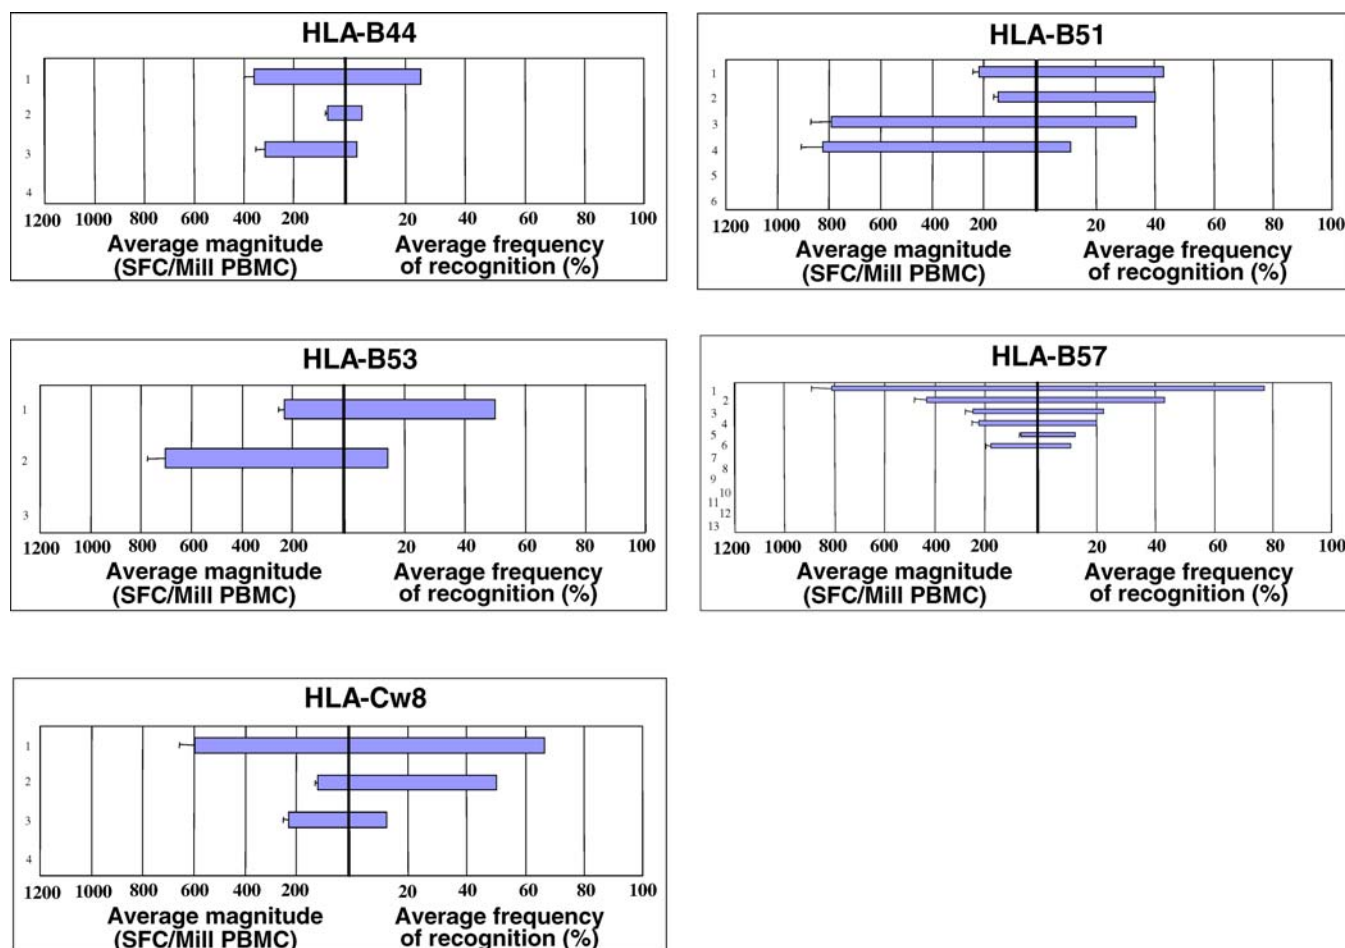 HLA-B44
1
2
3
4
1200 1000 800 600 400 200 20 40 60 80 100
Average magnitude
(SFC/Mill PBMC)
Average frequency
of recognition (%)
HLA-B51
1
2
3
4
5
6
1200 1000 800 600 400 200 20 40 60 80 100
Average magnitude
(SFC/Mill PBMC)
Average frequency
of recognition (%)
HLA-B53
1
2
3
1200 1000 800 600 400 200 20 40 60 80 100
Average magnitude
(SFC/Mill PBMC)
Average frequency
of recognition (%)
HLA-B57
1
2
3
4
5
6
7
8
9
10
11
12
13
1200 1000 800 600 400 200 20 40 60 80 100
Average magnitude
(SFC/Mill PBMC)
Average frequency
of recognition (%)
HLA-Cw8
1
2
3
4
1200 1000 800 600 400 200 20 40 60 80 100
Average magnitude
(SFC/Mill PBMC)
Average frequency
of recognition (%)